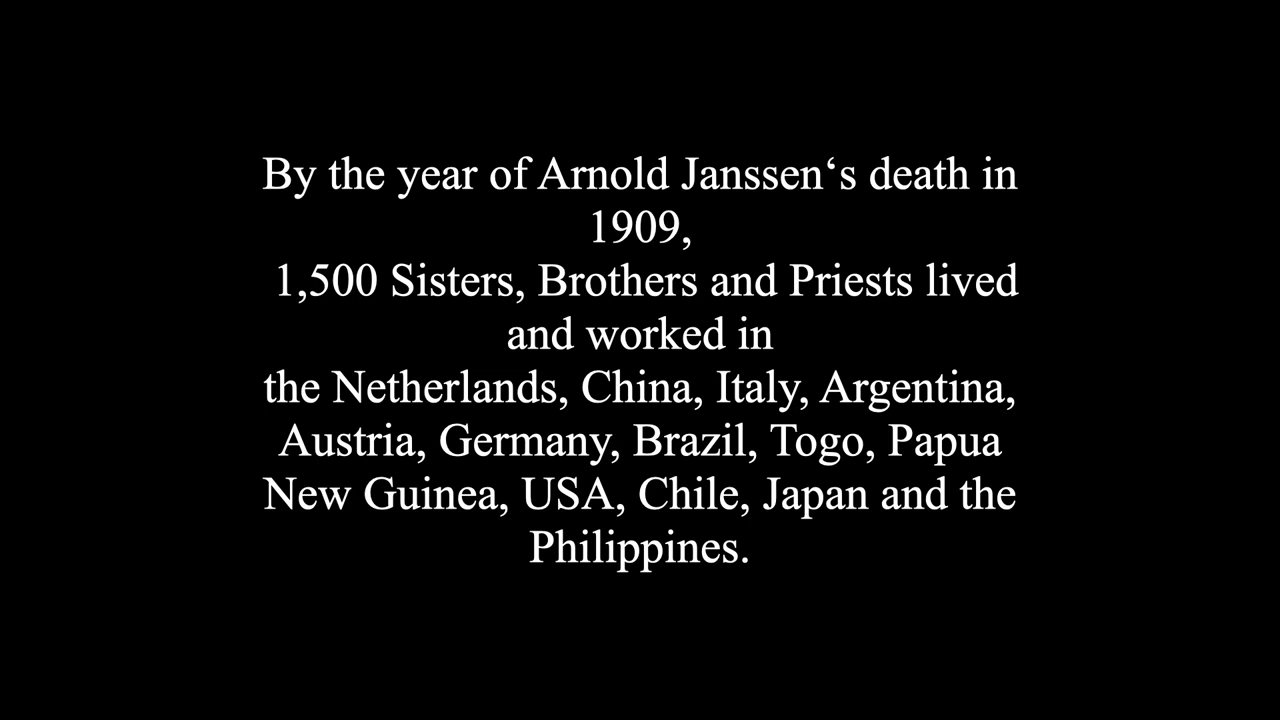 By the year of Arnold Janssen‘s death in
1909,
1,500 Sisters, Brothers and Priests lived
and worked in
the Netherlands, China, Italy, Argentina,
Austria, Germany, Brazil, Togo, Papua
New Guinea, USA, Chile, Japan and the
Philippines.